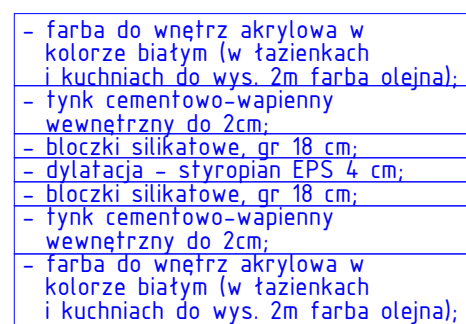 - farba do wnętrz akrylowa w
kolorze białym (w łazienkach
i kuchniach do wys. 2m farba olejna);
- tynk cementowo-wapienny
wewnętrzny do 2cm;
- bloczki silikatowe, gr 18 cm;
- dylatacja - styropian EPS 4 cm;
- bloczki silikatowe, gr 18 cm;
- tynk cementowo-wapienny
wewnętrzny do 2cm;
- farba do wnętrz akrylowa w
kolorze białym (w łazienkach
i kuchniach do wys. 2m farba olejna);